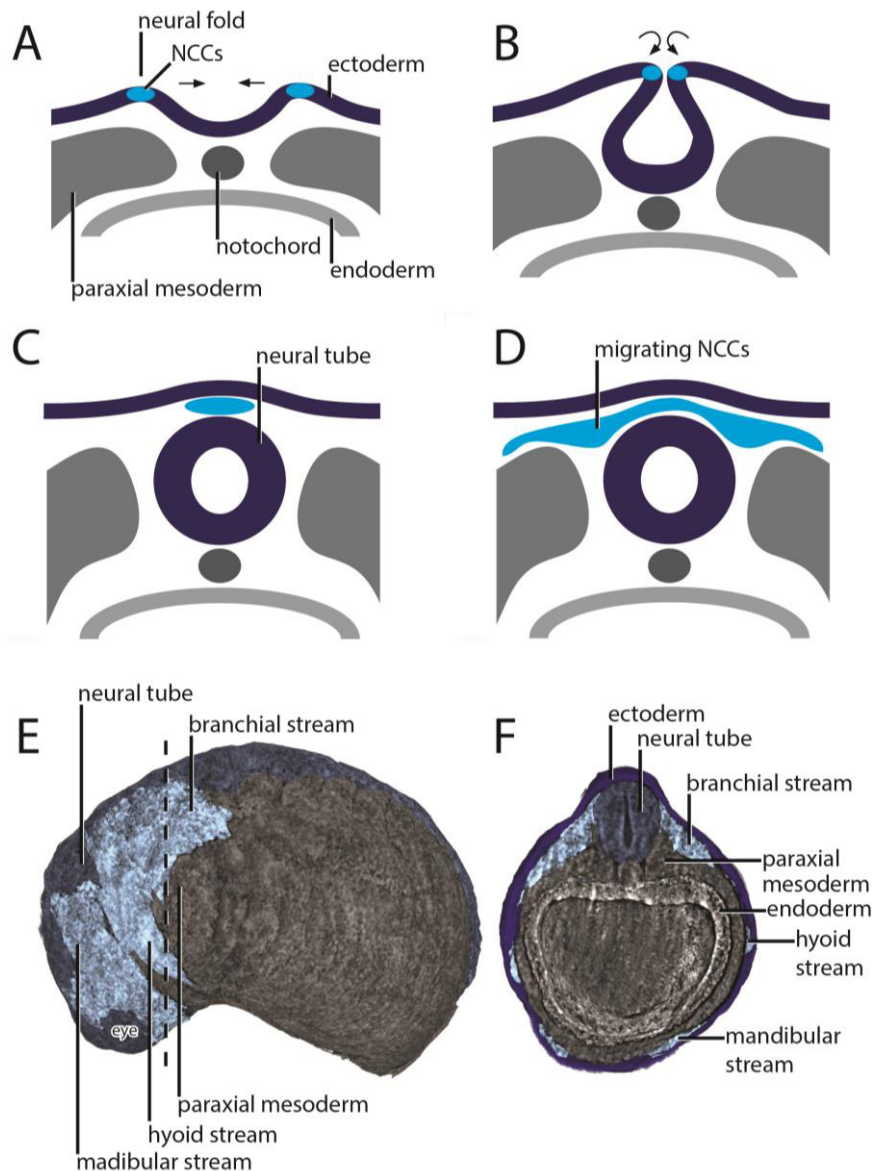 A
neural fold
NCCs
ectoderm
notochord
endoderm
paraxial mesoderm
B
C
neural tube
D
migrating NCCs
E
neural tube
branchial stream
eye
paraxial mesoderm
hyoid stream
madibular stream
F
ectoderm
neural tube
branchial stream
paraxial
mesoderm
endoderm
hyoid
stream
mandibular
stream